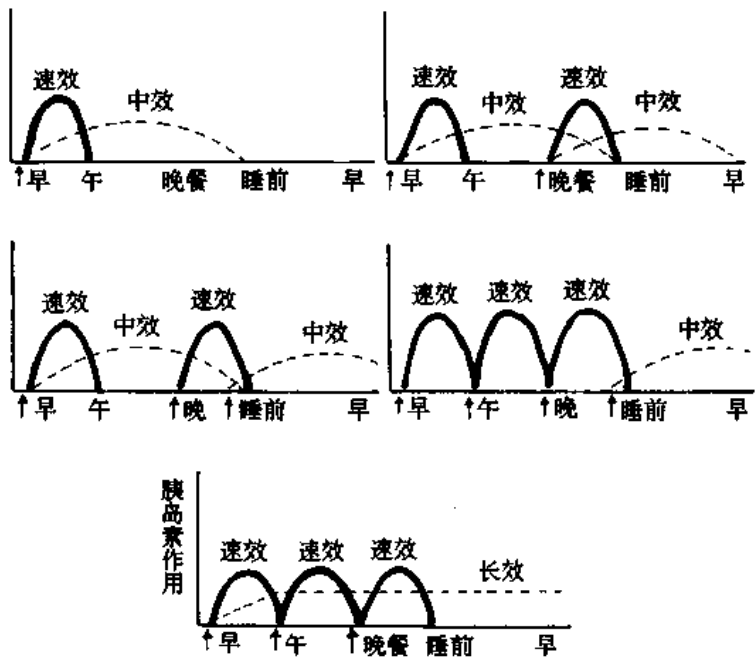 速效
中效
↑早 午 晚餐 睡前 早
速效 速效
中效 中效
↑早 午 ↑晚餐 睡前 早
速效 速效
中效 中效
↑早 午 ↑晚 ↑睡前 早
速效 速效 速效
中效
↑早 ↑午 ↑晚 ↑睡前 早
胰岛素作用
速效 速效 速效
长效
↑早 ↑午 ↑晚餐 睡前 早